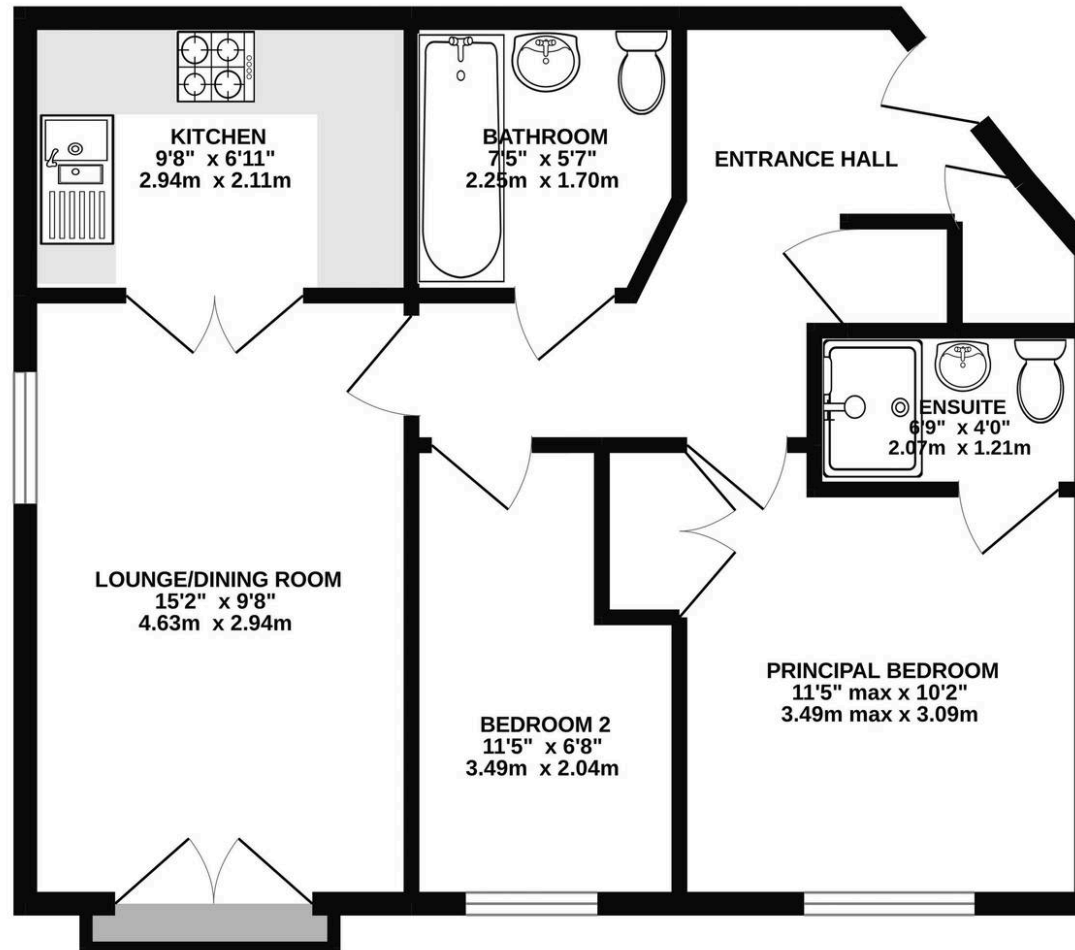 KITCHEN
9'8" x 6'11"
2.94m x 2.11m
BATHROOM
7'5" x 5'7"
2.25m x 1.70m
ENTRANCE HALL
ENSUITE
6'9" x 4'0"
2.07m x 1.21m
LOUNGE/DINING ROOM
15'2" x 9'8"
4.63m x 2.94m
PRINCIPAL BEDROOM
11'5" max x 10'2"
3.49m max x 3.09m
BEDROOM 2
11'5" x 6'8"
3.49m x 2.04m